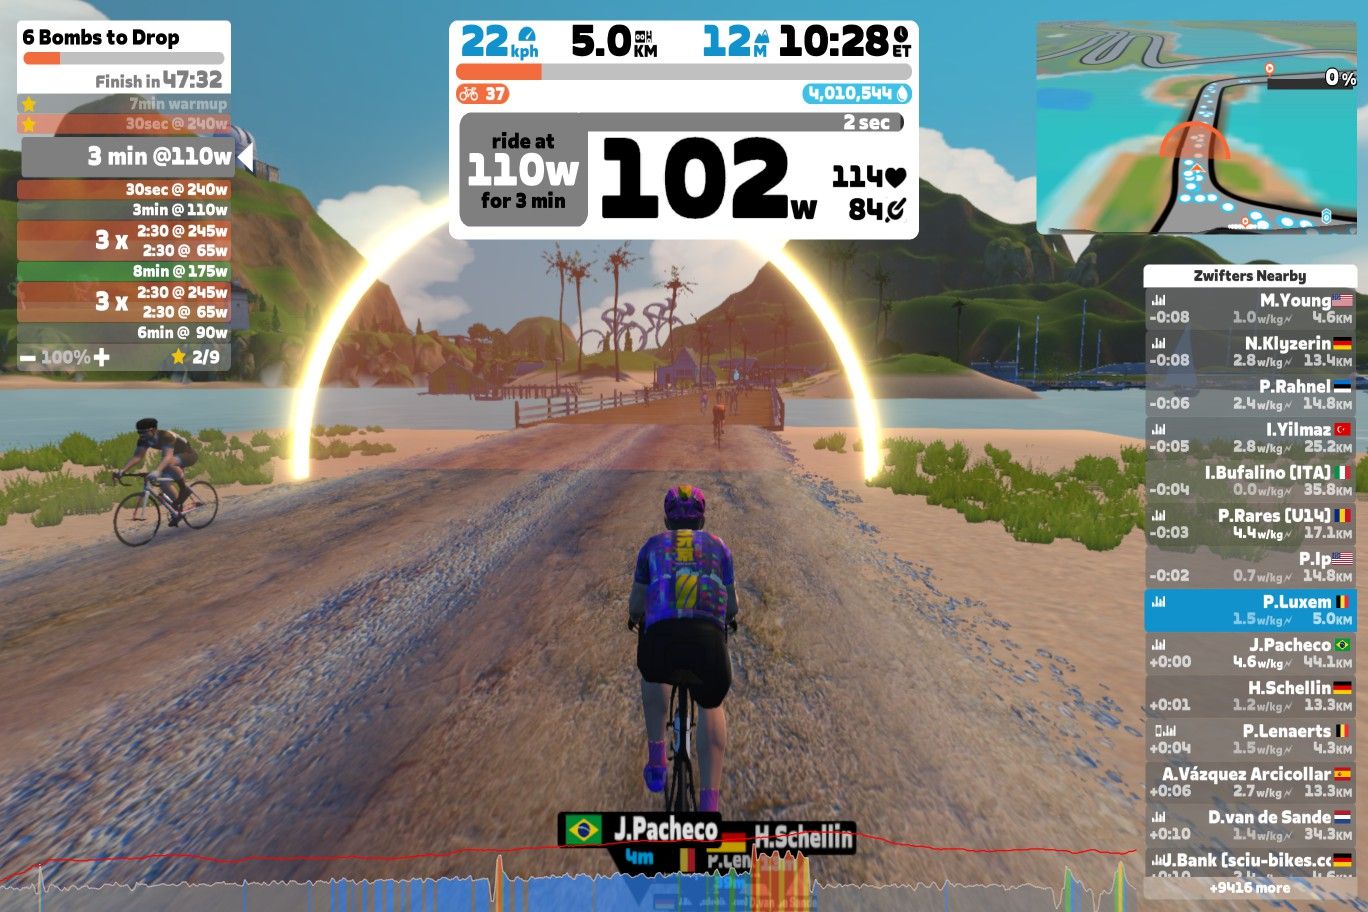 6 Bombs to Drop
Finish in 47:32
7min warmup
30sec @ 240w
3 min @110w
30sec @ 240w
3min @ 110w
3 x 2:30 @ 245w
2:30 @ 65w
8min @ 175w
3 x 2:30 @ 245w
2:30 @ 65w
6min @ 90w
100% 2/9
22kph 5.0KM 12M 10:28ET
37 4,010,544
2 sec
ride at
110w
for 3 min
102w
114
84
0%
Zwifters Nearby
M.Young
-0:08 1.0w/kg 4.6KM
N.Klyzerin
-0:08 2.8w/kg 13.4KM
P.Rahnel
-0:06 2.4w/kg 14.8KM
I.Yilmaz
-0:05 2.8w/kg 25.2KM
I.Bufalino (ITA)
-0:04 0.0w/kg 35.8KM
P.Rares (U14)
-0:03 4.4w/kg 17.1KM
P.Ip
-0:02 0.7w/kg 14.8KM
P.Luxem
1.5w/kg 5.0KM
J.Pacheco
+0:00 4.6w/kg 44.1KM
H.Schellin
+0:01 1.2w/kg 13.3KM
P.Lenaerts
+0:04 1.5w/kg 4.3KM
A.Vázquez Arcicollar
+0:06 2.7w/kg 13.3KM
D.van de Sande
+0:10 1.4w/kg 34.3KM
J.Bank [sciu-bikes.cc
+9416 more
J.Pacheco
4m
H.Schellin
P.Len